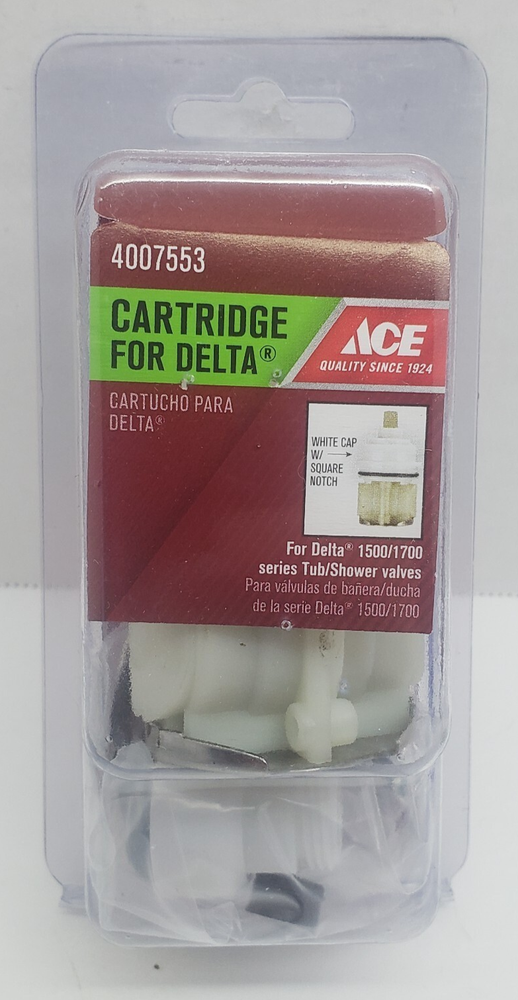 4007553
CARTRIDGE
FOR DELTA®
ACE
QUALITY SINCE 1924
CARTUCHO PARA
DELTA®
WHITE CAP
W/
SQUARE
NOTCH
For Delta® 1500/1700
series Tub/Shower valves
Para válvulas de bañera/ducha
de la serie Delta® 1500/1700